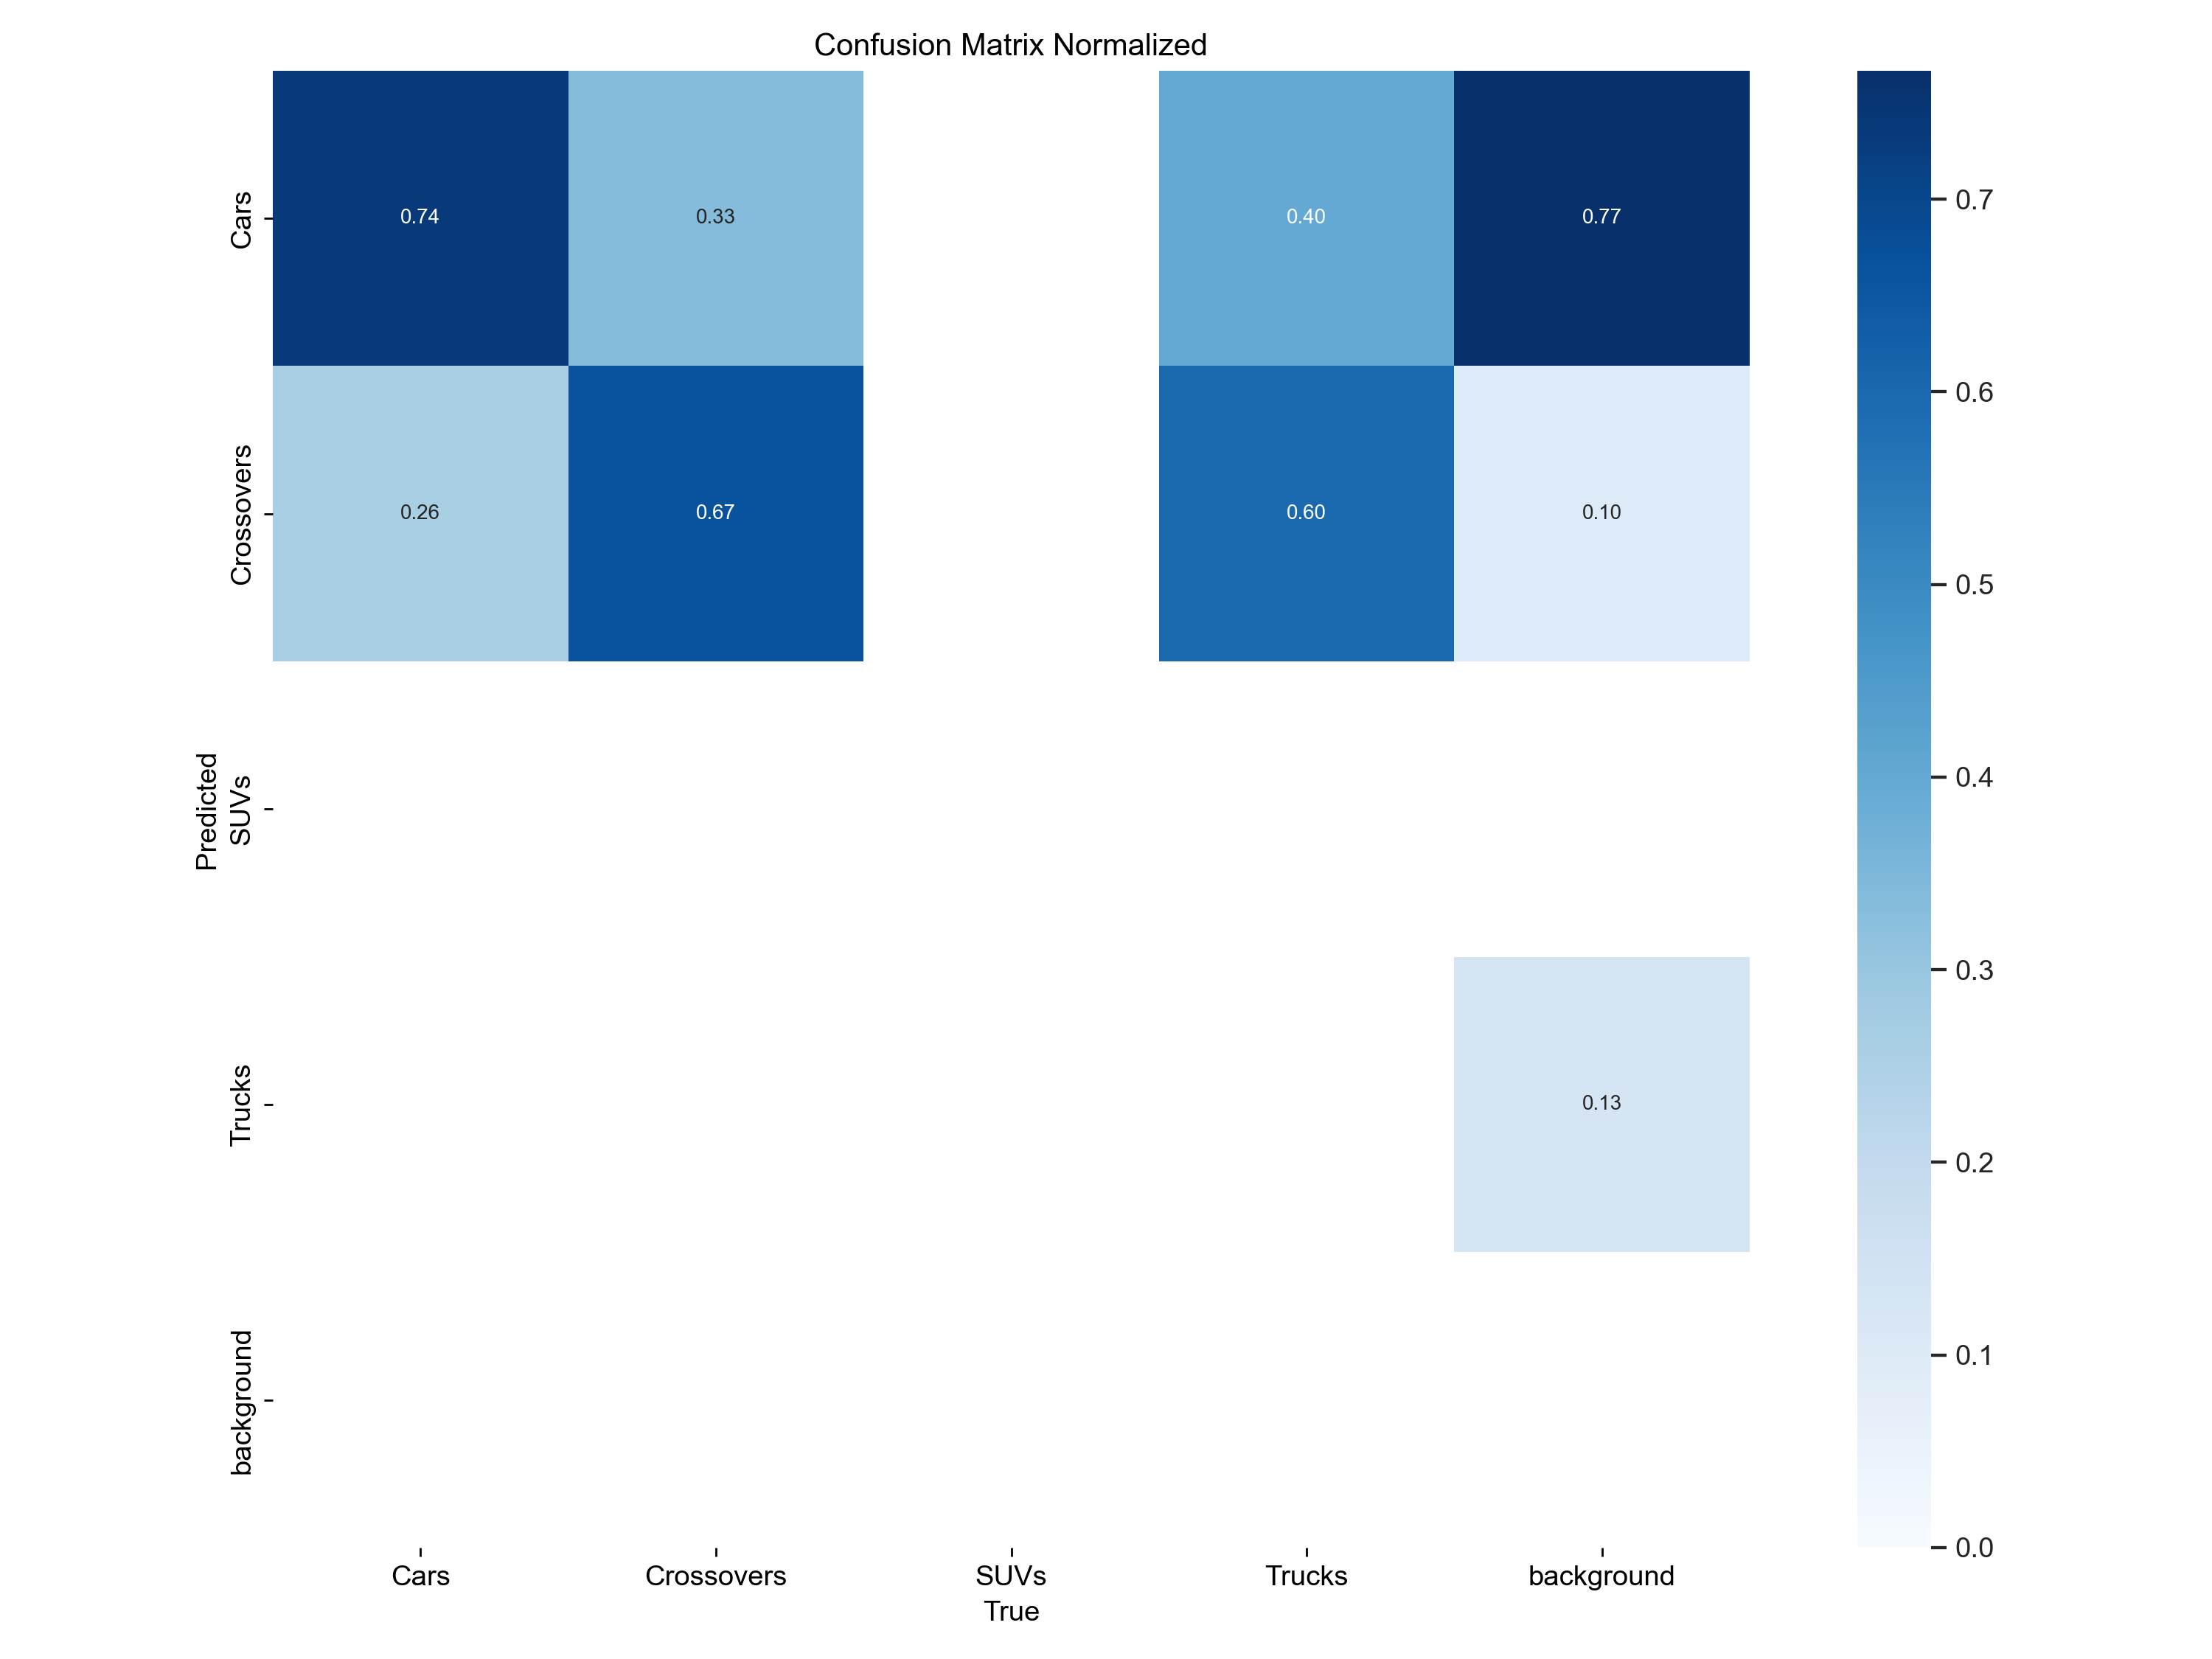 Confusion Matrix Normalized
Cars
0.74
0.33
0.40
0.77
Crossovers
0.26
0.67
0.60
0.10
Predicted
SUVs
Trucks
0.13
background
Cars
Crossovers
SUVs
Trucks
background
True
0.7
0.6
0.5
0.4
0.3
0.2
0.1
0.0